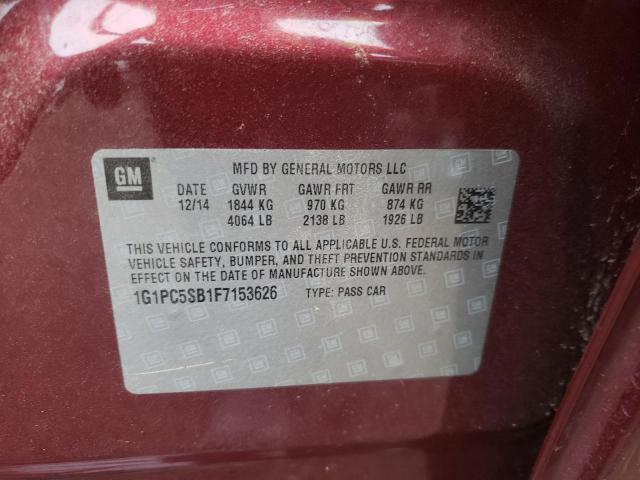 GM
MFD BY GENERAL MOTORS LLC
DATE GVWR GAWR FRT GAWR RR
12/14 1844 KG 970 KG 874 KG
4064 LB 2138 LB 1926 LB
THIS VEHICLE CONFORMS TO ALL APPLICABLE U.S. FEDERAL MOTOR
VEHICLE SAFETY, BUMPER, AND THEFT PREVENTION STANDARDS IN
EFFECT ON THE DATE OF MANUFACTURE SHOWN ABOVE.
1G1PC5SB1F7153626 TYPE: PASS CAR